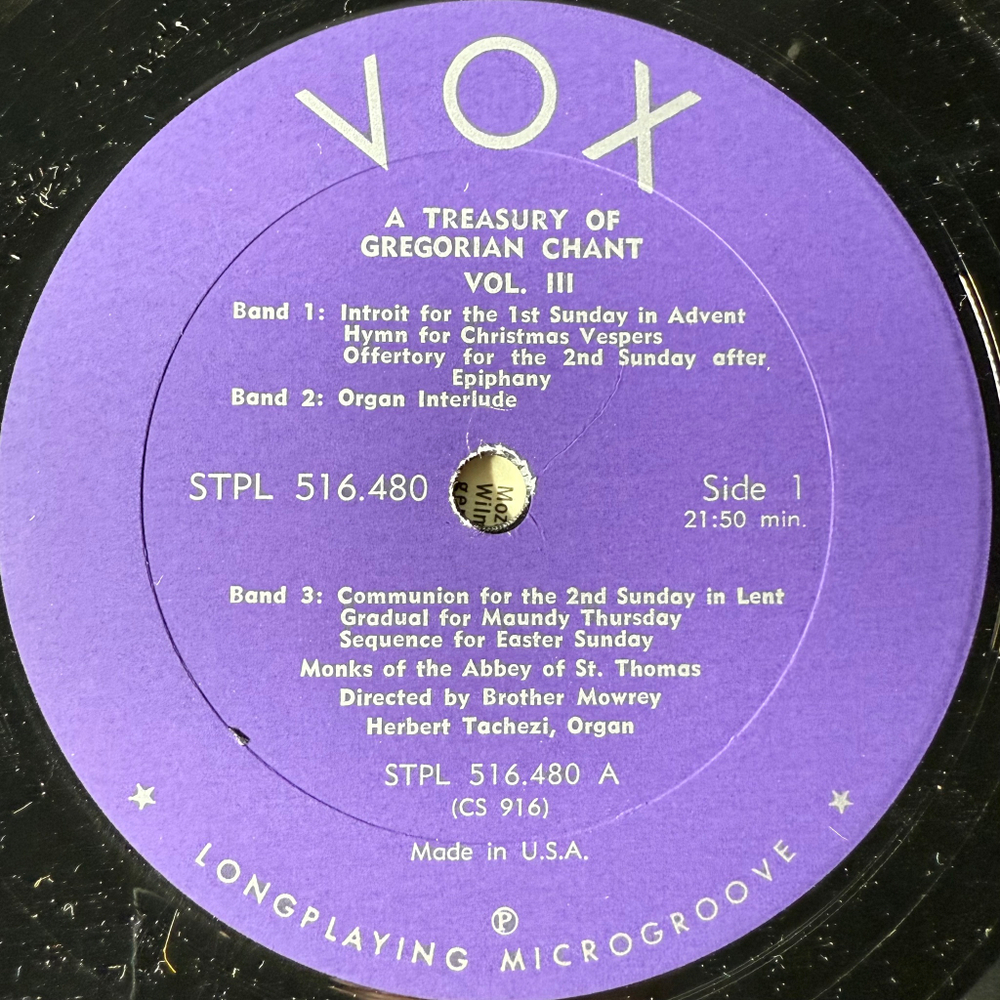 VOX
A TREASURY OF
GREGORIAN CHANT
VOL. III
Band 1: Introit for the 1st Sunday in Advent
Hymn for Christmas Vespers
Offertory for the 2nd Sunday after
Epiphany
Band 2: Organ Interlude
STPL 516.480
Side 1
21:50 min.
Band 3: Communion for the 2nd Sunday in Lent
Gradual for Maundy Thursday
Sequence for Easter Sunday
Monks of the Abbey of St. Thomas
Directed by Brother Mowrey
Herbert Tachezi, Organ
STPL 516.480 A
(CS 916)
Made in U.S.A.
LONGPLAYING MICROGROOVE
℗